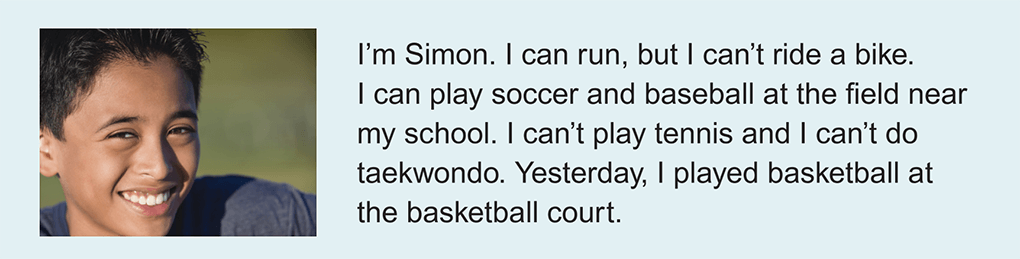 I’m Simon. I can run, but I can’t ride a bike.
I can play soccer and baseball at the field near
my school. I can’t play tennis and I can’t do
taekwondo. Yesterday, I played basketball at
the basketball court.